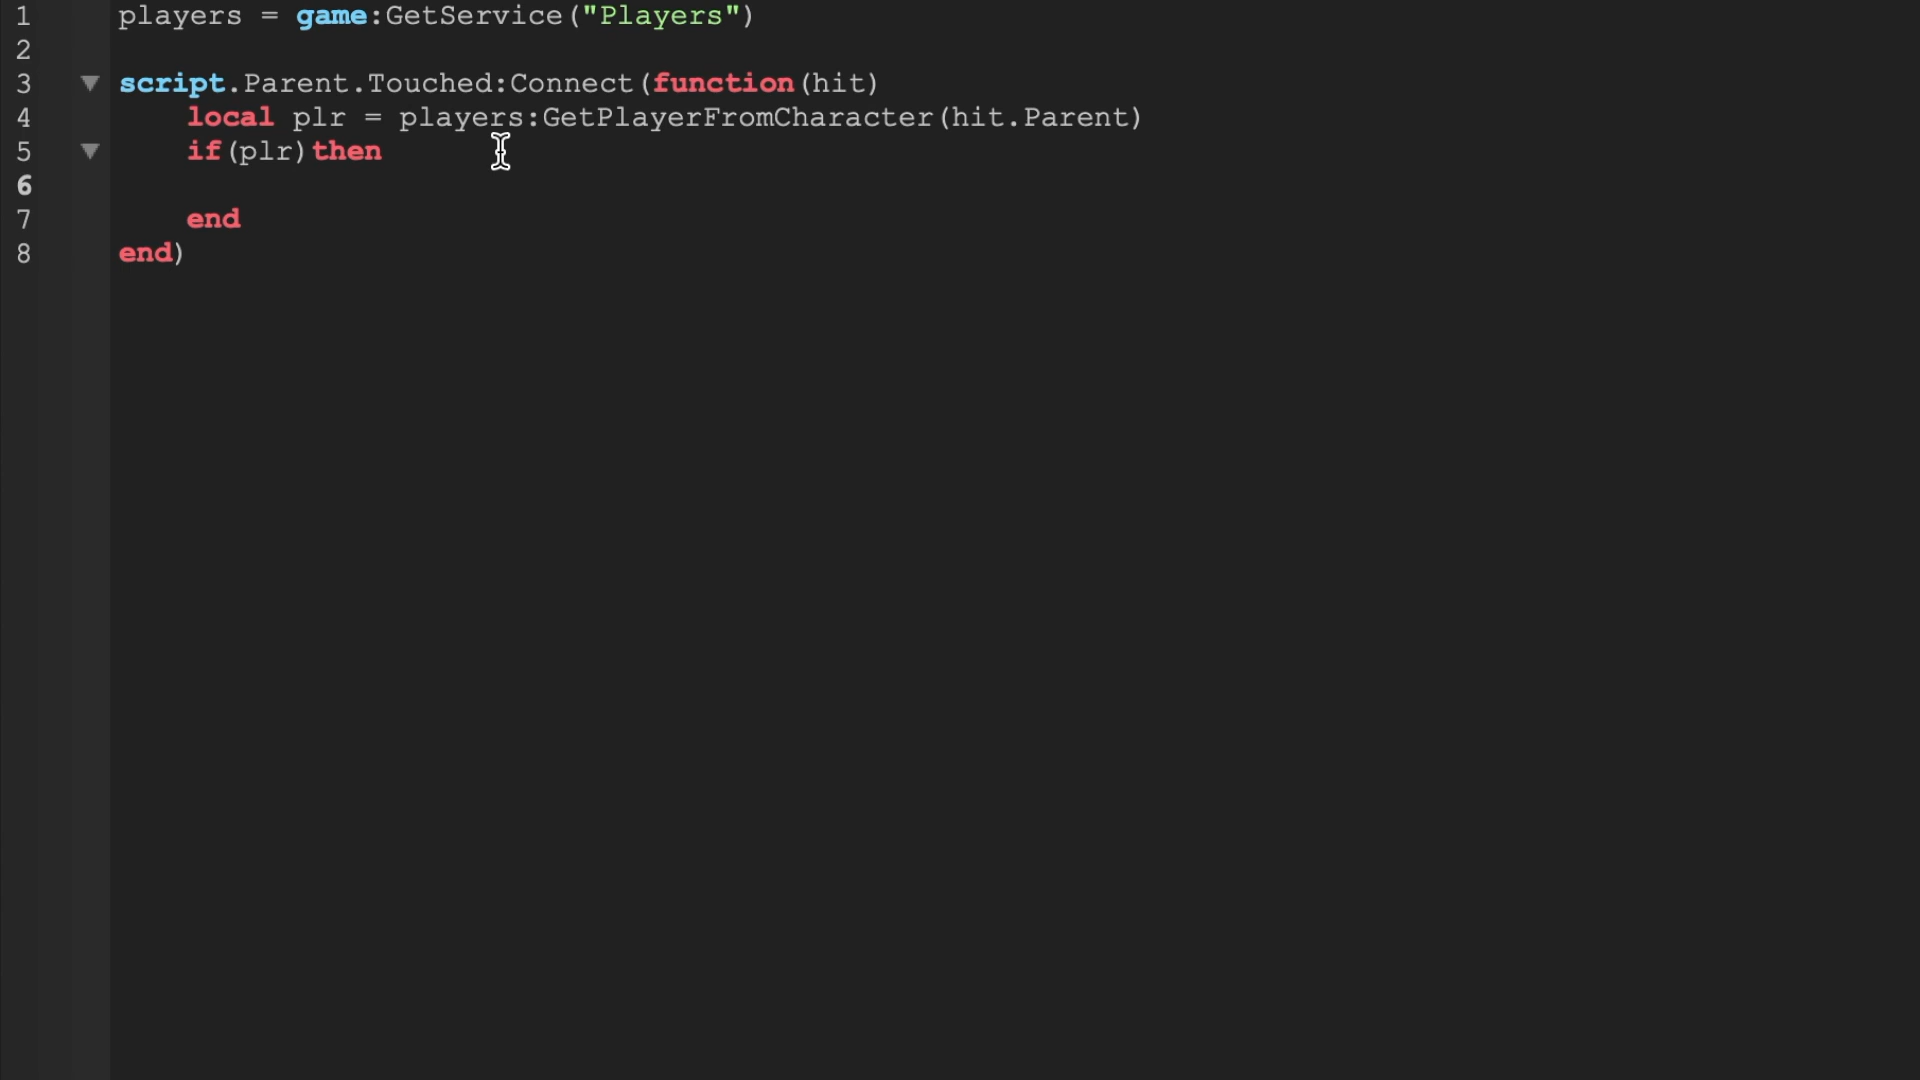 1 players = game:GetService("Players")
2
3 script.Parent.Touched:Connect(function(hit)
4 local plr = players:GetPlayerFromCharacter(hit.Parent)
5 if(plr)then
6
7 end
8 end)